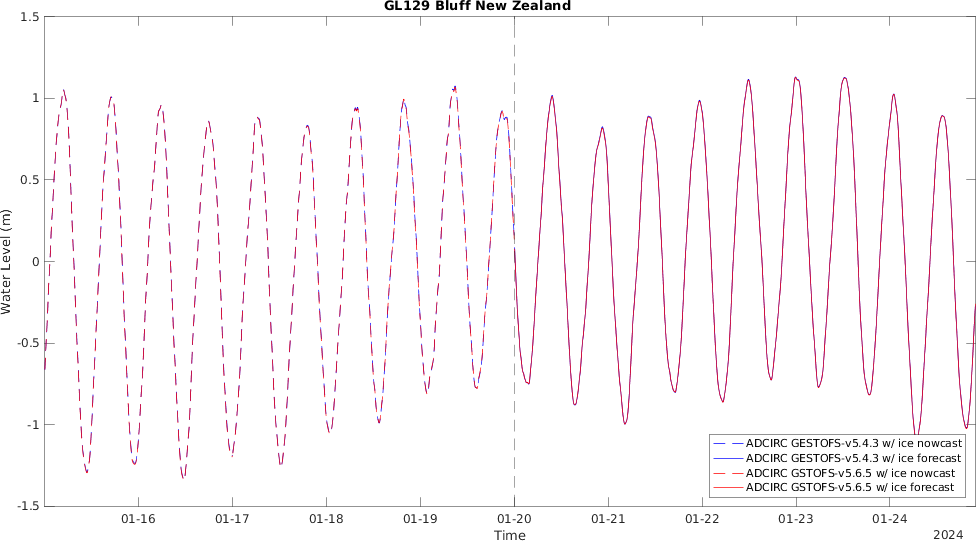 GL129 Bluff New Zealand
1.5
1
0.5
0
-0.5
-1
-1.5
Water Level (m)
01-16
01-17
01-18
01-19
01-20
01-21
01-22
01-23
01-24
Time
2024
ADCIRC GESTOFS-v5.4.3 w/ ice nowcast
ADCIRC GESTOFS-v5.4.3 w/ ice forecast
ADCIRC GSTOFS-v5.6.5 w/ ice nowcast
ADCIRC GSTOFS-v5.6.5 w/ ice forecast